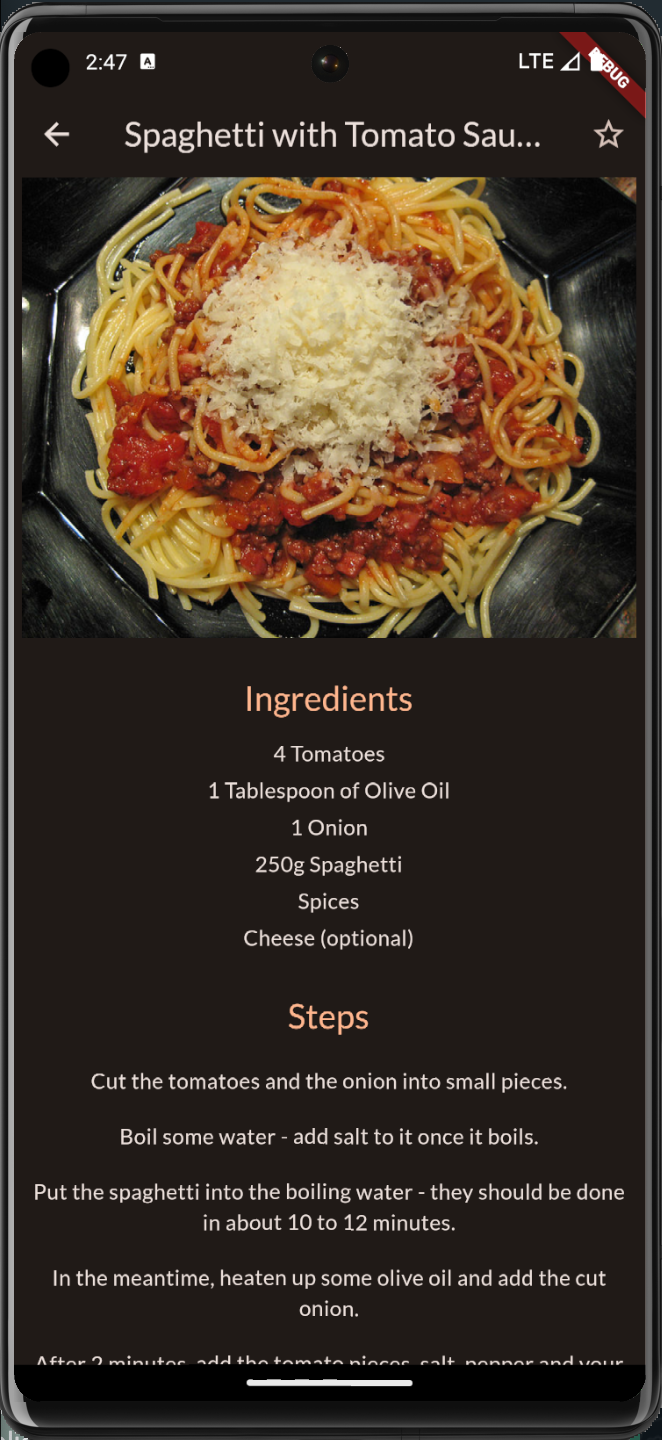 2:47
LTE
DEBUG
Spaghetti with Tomato Sau...
Ingredients
4 Tomatoes
1 Tablespoon of Olive Oil
1 Onion
250g Spaghetti
Spices
Cheese (optional)
Steps
Cut the tomatoes and the onion into small pieces.
Boil some water - add salt to it once it boils.
Put the spaghetti into the boiling water - they should be done
in about 10 to 12 minutes.
In the meantime, heaten up some olive oil and add the cut
onion.
After 2 minutes, add the tomato pieces, salt, pepper and your